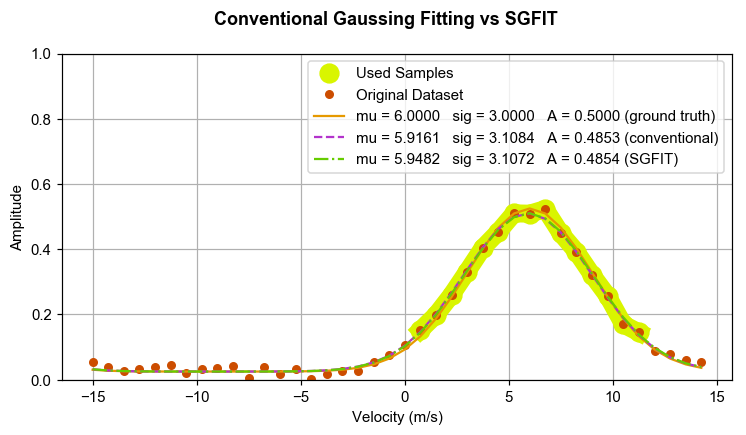 Conventional Gaussing Fitting vs SGFIT
1.0
0.8
0.6
0.4
0.2
0.0
Amplitude
Used Samples
Original Dataset
mu = 6.0000 sig = 3.0000 A = 0.5000 (ground truth)
mu = 5.9161 sig = 3.1084 A = 0.4853 (conventional)
mu = 5.9482 sig = 3.1072 A = 0.4854 (SGFIT)
−15 −10 −5 0 5 10 15
Velocity (m/s)